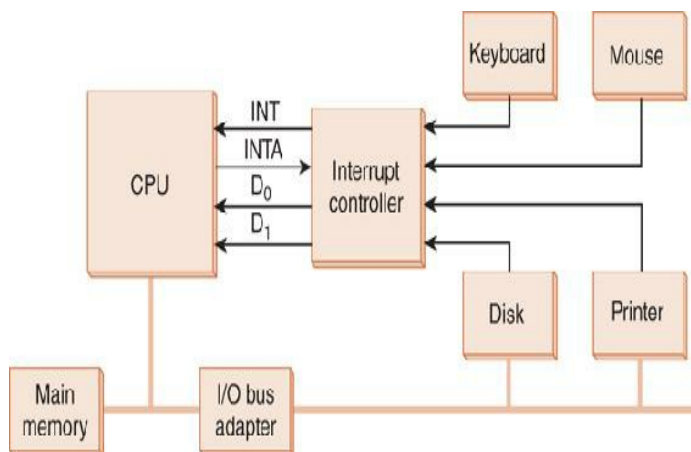 Keyboard
Mouse
INT
INTA
CPU
D₀
D₁
Interrupt
controller
Disk
Printer
Main
memory
I/O bus
adapter